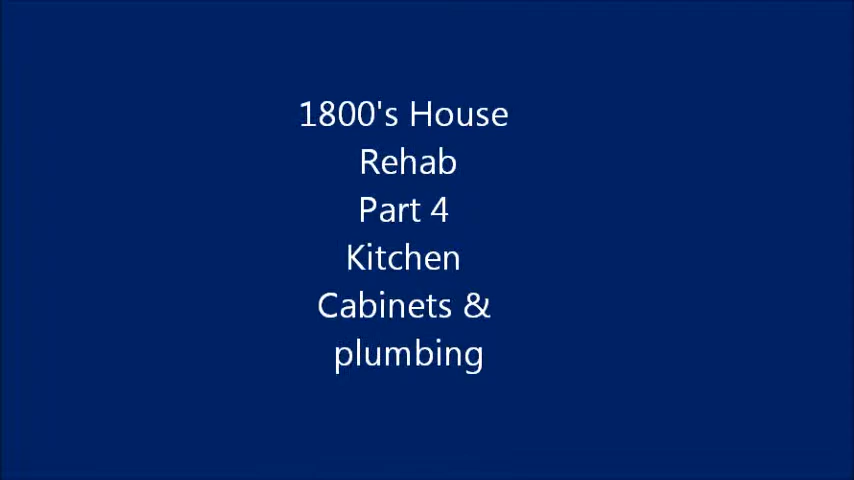 1800's House
Rehab
Part 4
Kitchen
Cabinets &
plumbing